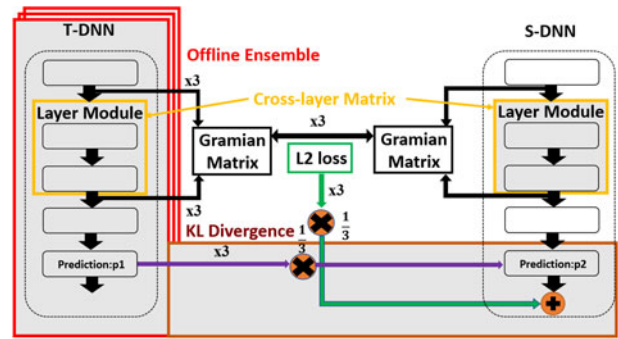 T-DNN
S-DNN
Offline Ensemble
x3
Cross-layer Matrix
Layer Module
Layer Module
x3
Gramian
Matrix
Gramian
Matrix
L2 loss
x3
x3
KL Divergence
1/3
1/3
x3
Prediction:p1
Prediction:p2